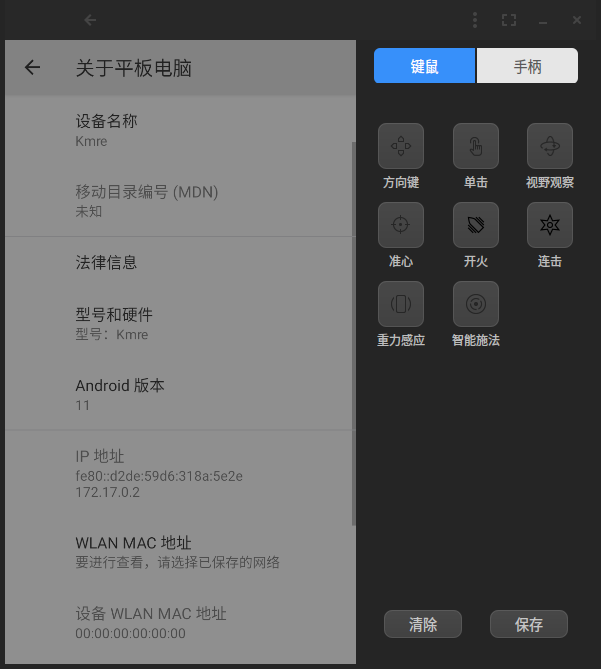 关于平板电脑
设备名称
Kmre
移动目录编号 (MDN)
未知
法律信息
型号和硬件
型号：Kmre
Android 版本
11
IP 地址
fe80::d2de:59d6:318a:5e2e
172.17.0.2
WLAN MAC 地址
要进行查看，请选择已保存的网络
设备 WLAN MAC 地址
00:00:00:00:00:00
键鼠 手柄
方向键 单击 视野观察
准心 开火 连击
重力感应 智能施法
清除 保存